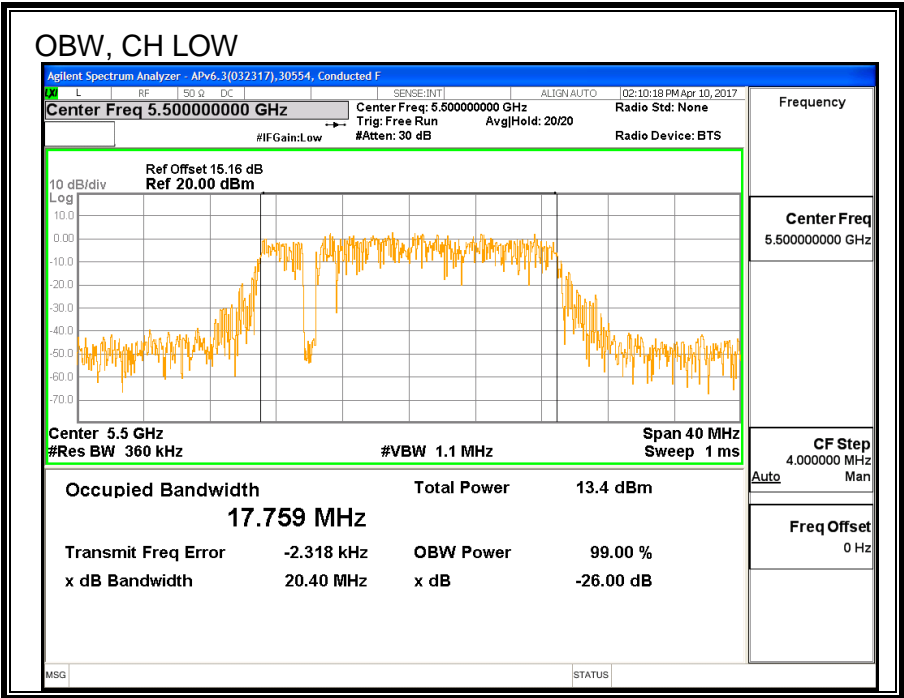 OBW, CH LOW
Agilent Spectrum Analyzer - APv6.3(032317),30554, Conducted F
LXI L RF 50 Ω DC SENSE:INT ALIGN AUTO 02:10:18 PM Apr 10, 2017
Center Freq 5.500000000 GHz
Center Freq: 5.500000000 GHz Radio Std: None
Trig: Free Run Avg|Hold: 20/20
#IFGain:Low #Atten: 30 dB Radio Device: BTS
Frequency
Ref Offset 15.16 dB
10 dB/div Ref 20.00 dBm
Log
10.0
0.00
-10.0
-20.0
-30.0
-40.0
-50.0
-60.0
-70.0
Center 5.5 GHz Span 40 MHz
#Res BW 360 kHz #VBW 1.1 MHz Sweep 1 ms
Center Freq
5.500000000 GHz
CF Step
4.000000 MHz
Auto Man
Freq Offset
0 Hz
Occupied Bandwidth Total Power 13.4 dBm
17.759 MHz
Transmit Freq Error -2.318 kHz OBW Power 99.00 %
x dB Bandwidth 20.40 MHz x dB -26.00 dB
MSG STATUS